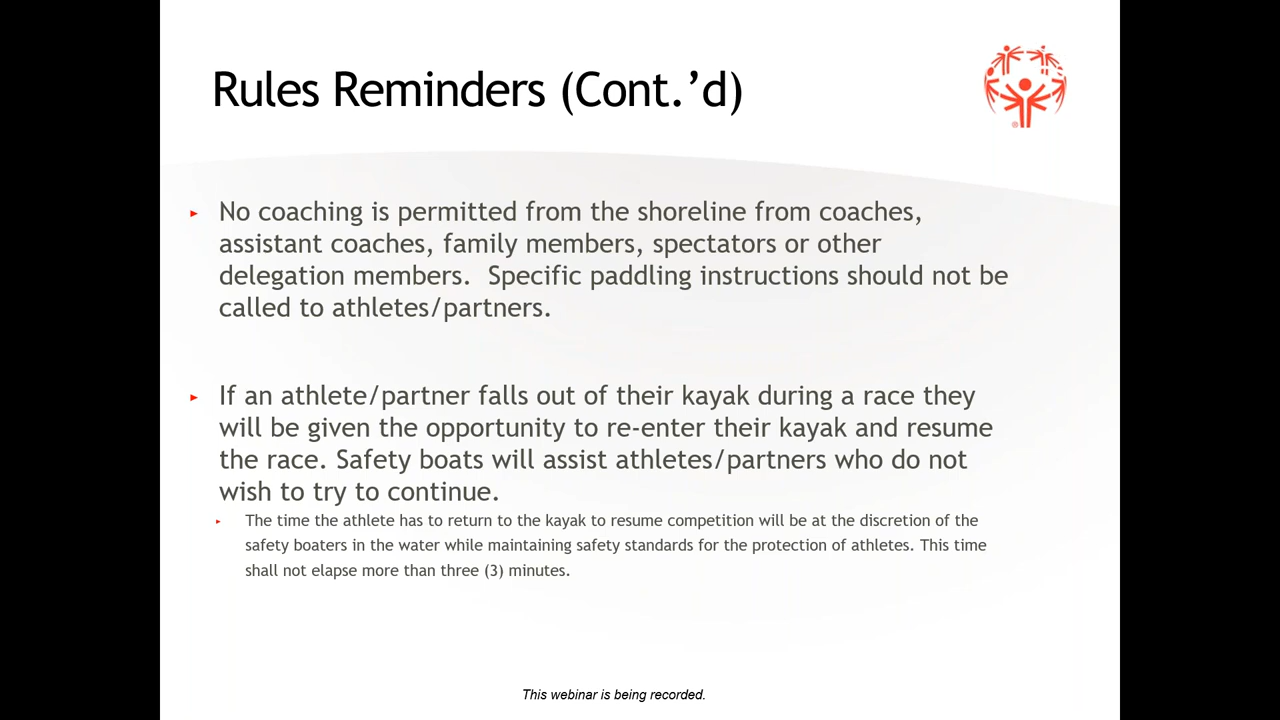 Rules Reminders (Cont.’d)
®
▸ No coaching is permitted from the shoreline from coaches,
assistant coaches, family members, spectators or other
delegation members.  Specific paddling instructions should not be
called to athletes/partners.
▸ If an athlete/partner falls out of their kayak during a race they
will be given the opportunity to re-enter their kayak and resume
the race. Safety boats will assist athletes/partners who do not
wish to try to continue.
▸ The time the athlete has to return to the kayak to resume competition will be at the discretion of the
safety boaters in the water while maintaining safety standards for the protection of athletes. This time
shall not elapse more than three (3) minutes.
This webinar is being recorded.